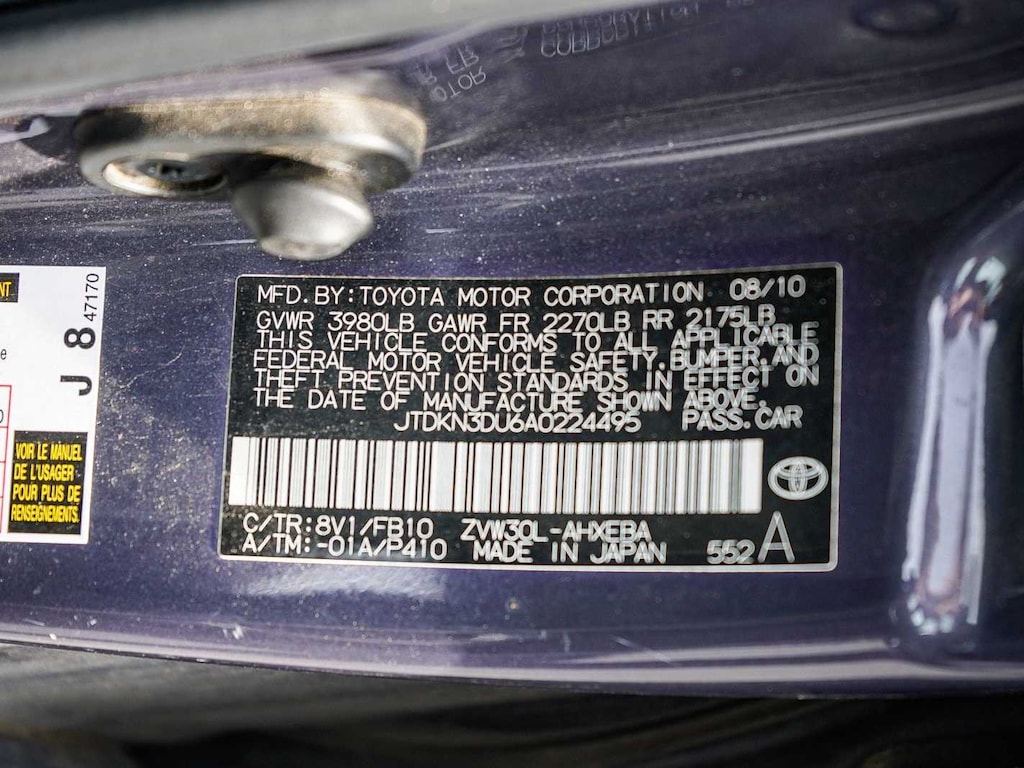 MFD. BY: TOYOTA MOTOR CORPORATION 08/10
GVWR 3980LB GAWR FR 2270LB RR 2175LB
THIS VEHICLE CONFORMS TO ALL APPLICABLE
FEDERAL MOTOR VEHICLE SAFETY, BUMPER, AND
THEFT PREVENTION STANDARDS IN EFFECT ON
THE DATE OF MANUFACTURE SHOWN ABOVE.
JTDKN3DU6A0224495 PASS. CAR
C/TR: 8V1/FB10 ZVW30L-AHXEBA
A/TM: -01A/P410 MADE IN JAPAN 552 A
NT
J 8
47170
VOIR LE MANUEL
DE L'USAGER
POUR PLUS DE
RENSEIGNEMENTS.